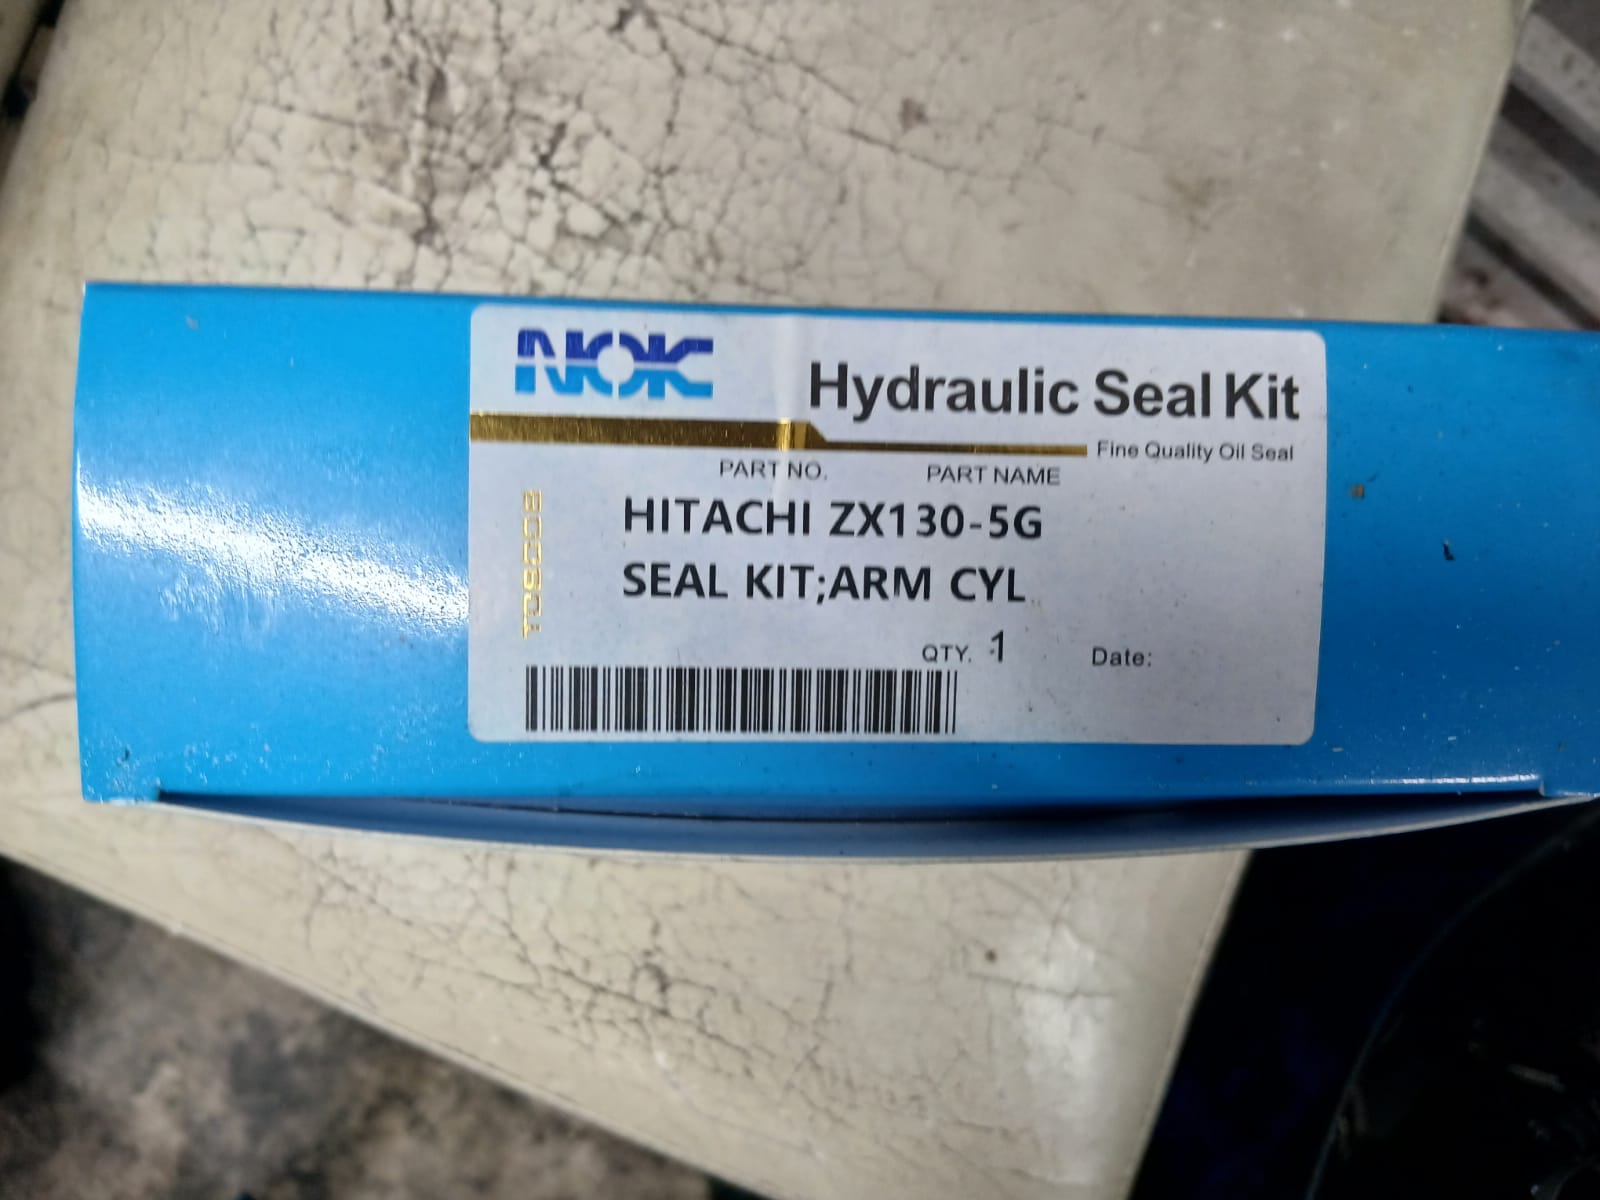 NOK
Hydraulic Seal Kit
Fine Quality Oil Seal
PART NO. PART NAME
HITACHI ZX130-5G
SEAL KIT;ARM CYL
QTY. 1 Date: